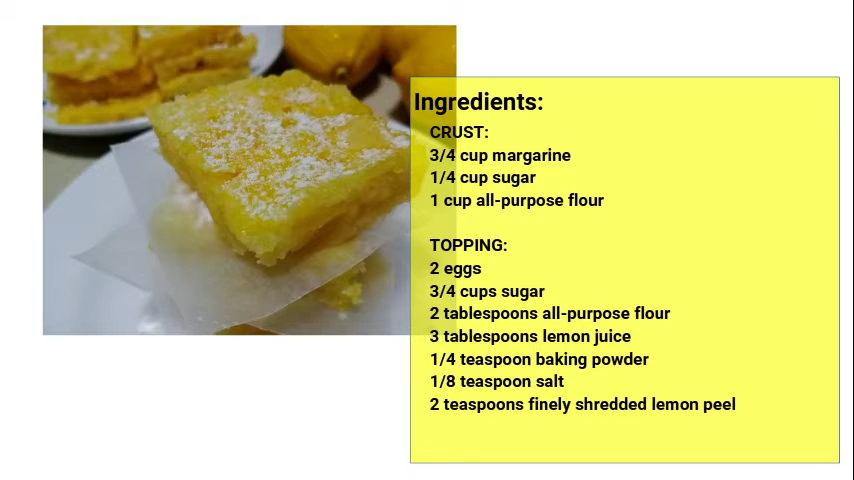 Ingredients:
CRUST:
3/4 cup margarine
1/4 cup sugar
1 cup all-purpose flour
TOPPING:
2 eggs
3/4 cups sugar
2 tablespoons all-purpose flour
3 tablespoons lemon juice
1/4 teaspoon baking powder
1/8 teaspoon salt
2 teaspoons finely shredded lemon peel